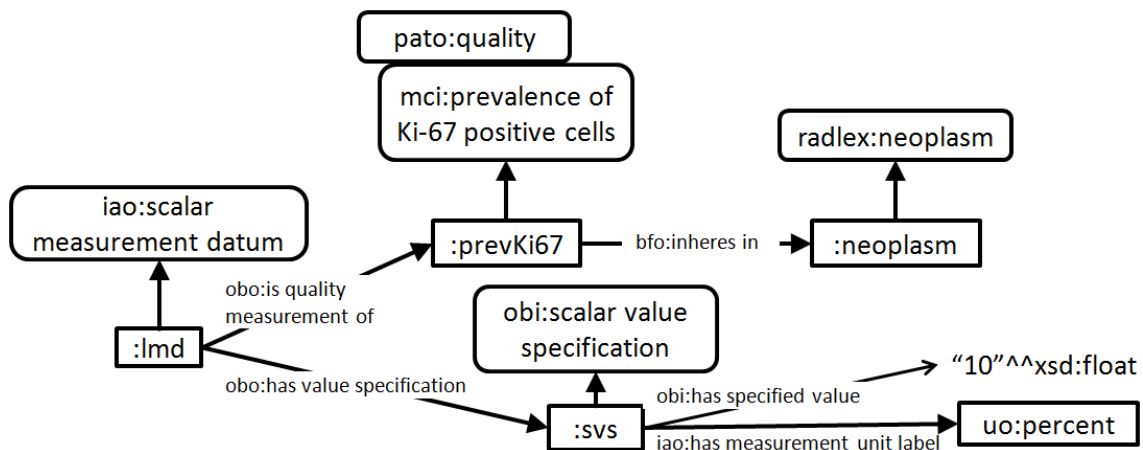 pato:quality
mci:prevalence of
Ki-67 positive cells
radlex:neoplasm
iao:scalar
measurement datum
:prevKi67
bfo:inheres in
:neoplasm
obo:is quality
measurement of
:lmd
obi:scalar value
specification
obo:has value specification
“10”^^xsd:float
obi:has specified value
:svs
uo:percent
iao:has measurement unit label